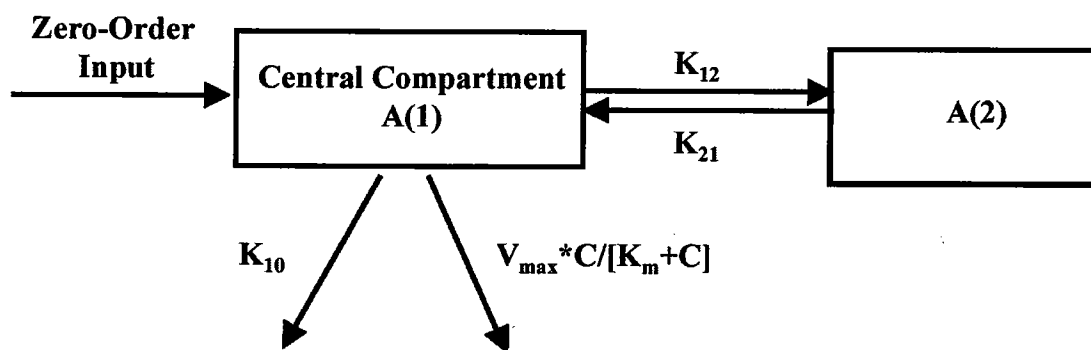 Zero-Order
Input
Central Compartment
A(1)
K₁₂
K₂₁
A(2)
K₁₀
Vₘₐₓ*C/[Kₘ+C]